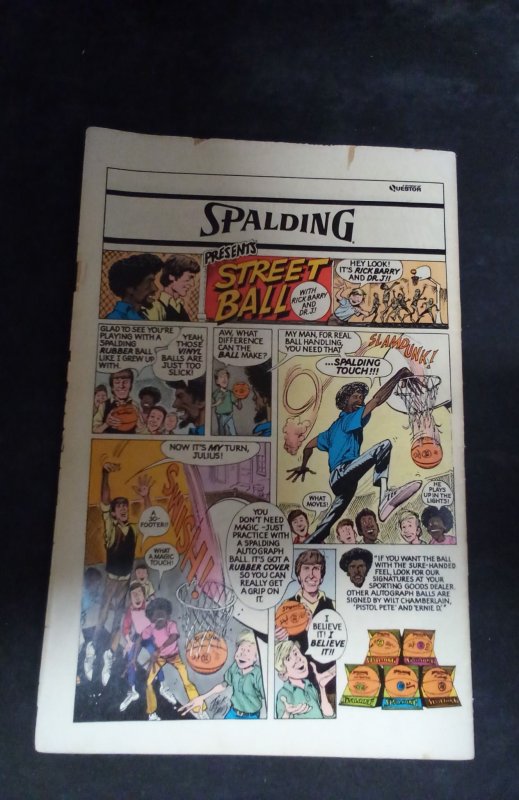 QUESTOR
SPALDING
PRESENTS
STREET
BALL
WITH
RICK BARRY
AND
DR. J!
HEY LOOK!
IT'S RICK BARRY
AND DR. J!!
GLAD TO SEE YOU'RE
PLAYING WITH A
SPALDING
RUBBER BALL
LIKE I GREW UP
WITH.
YEAH,
THOSE
VINYL
BALLS ARE
JUST TOO
SLICK!
AW, WHAT
DIFFERENCE
CAN THE
BALL MAKE?
MY MAN, FOR REAL
BALL HANDLING,
YOU NEED THAT
...SPALDING
TOUCH!!!
SLAMDUNK!
WHAT
MOVES!
HE
PLAYS
UP IN THE
LIGHTS!
NOW IT'S MY TURN,
JULIUS!
SWISH!
A
30-
FOOTER!!
WHAT
A MAGIC
TOUCH!
YOU
DON'T NEED
MAGIC –JUST
PRACTICE WITH
A SPALDING
AUTOGRAPH
BALL. IT'S GOT A
RUBBER COVER
SO YOU CAN
REALLY GET
A GRIP ON
IT.
I
BELIEVE
IT! I
BELIEVE
IT!!
"IF YOU WANT THE BALL
WITH THE SURE-HANDED
FEEL, LOOK FOR OUR
SIGNATURES AT YOUR
SPORTING GOODS DEALER.
OTHER AUTOGRAPH BALLS ARE
SIGNED BY WILT CHAMBERLAIN,
'PISTOL PETE' AND 'ERNIE D.'"